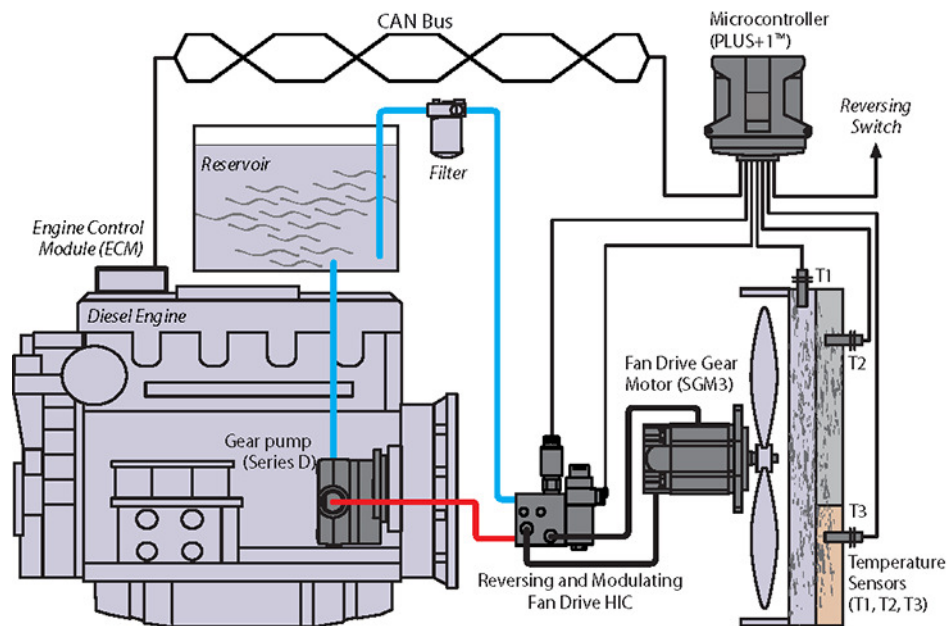 CAN Bus
Microcontroller
(PLUS+1™)
Reversing
Switch
Reservoir
Filter
Engine Control
Module (ECM)
Diesel Engine
T1
T2
Fan Drive Gear
Motor (SGM3)
Gear pump
(Series D)
T3
Temperature
Sensors
(T1, T2, T3)
Reversing and Modulating
Fan Drive HIC